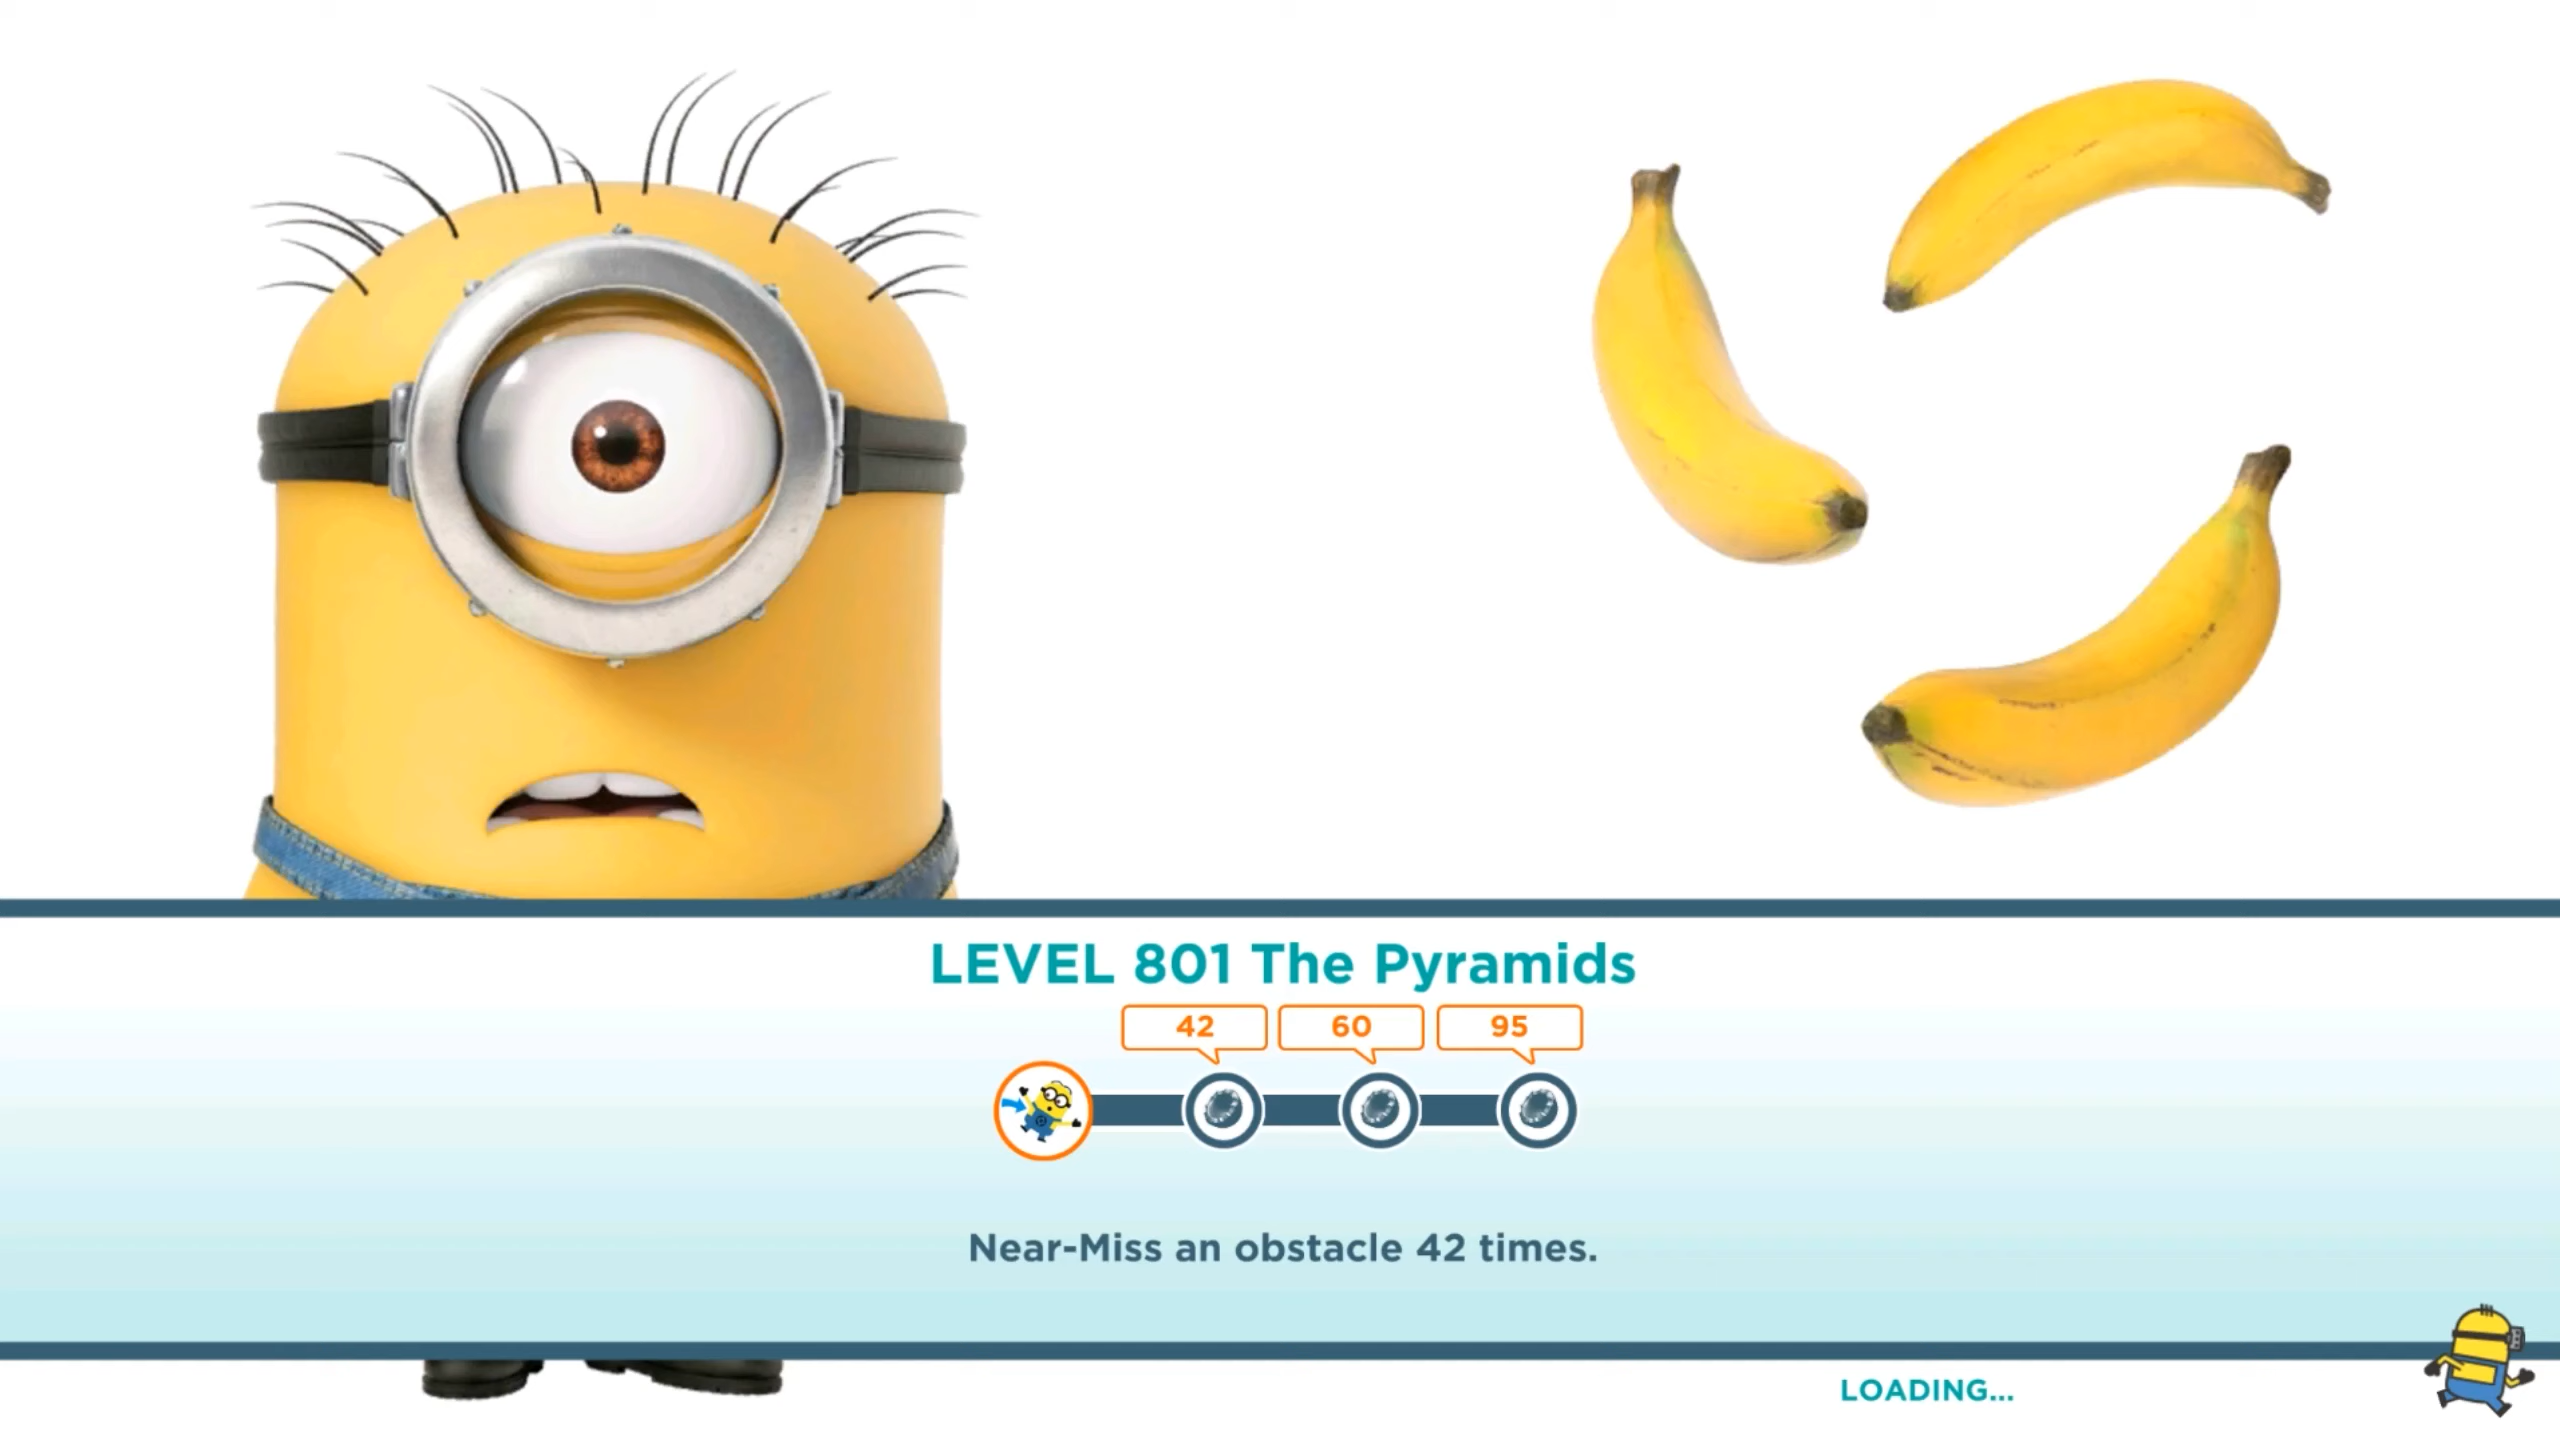 LEVEL 801 The Pyramids
42 60 95
Near-Miss an obstacle 42 times.
LOADING...